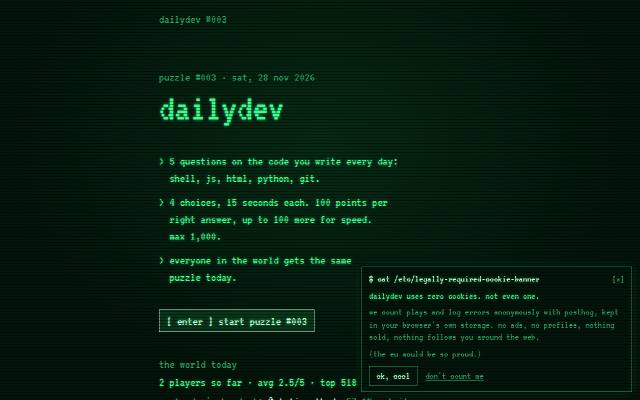 dailydev #003
puzzle #003 · sat, 28 nov 2026
dailydev
❯ 5 questions on the code you write every day:
shell, js, html, python, git.
❯ 4 choices, 15 seconds each. 100 points per
right answer, up to 100 more for speed.
max 1,000.
❯ everyone in the world gets the same
puzzle today.
[ enter ] start puzzle #003
the world today
2 players so far · avg 2.5/5 · top 518
$ cat /etc/legally-required-cookie-banner
[×]
dailydev uses zero cookies. not even one.
we count plays and log errors anonymously with posthog, kept
in your browser's own storage. no ads, no profiles, nothing
sold, nothing follows you around the web.
(the eu would be so proud.)
ok, cool
don't count me